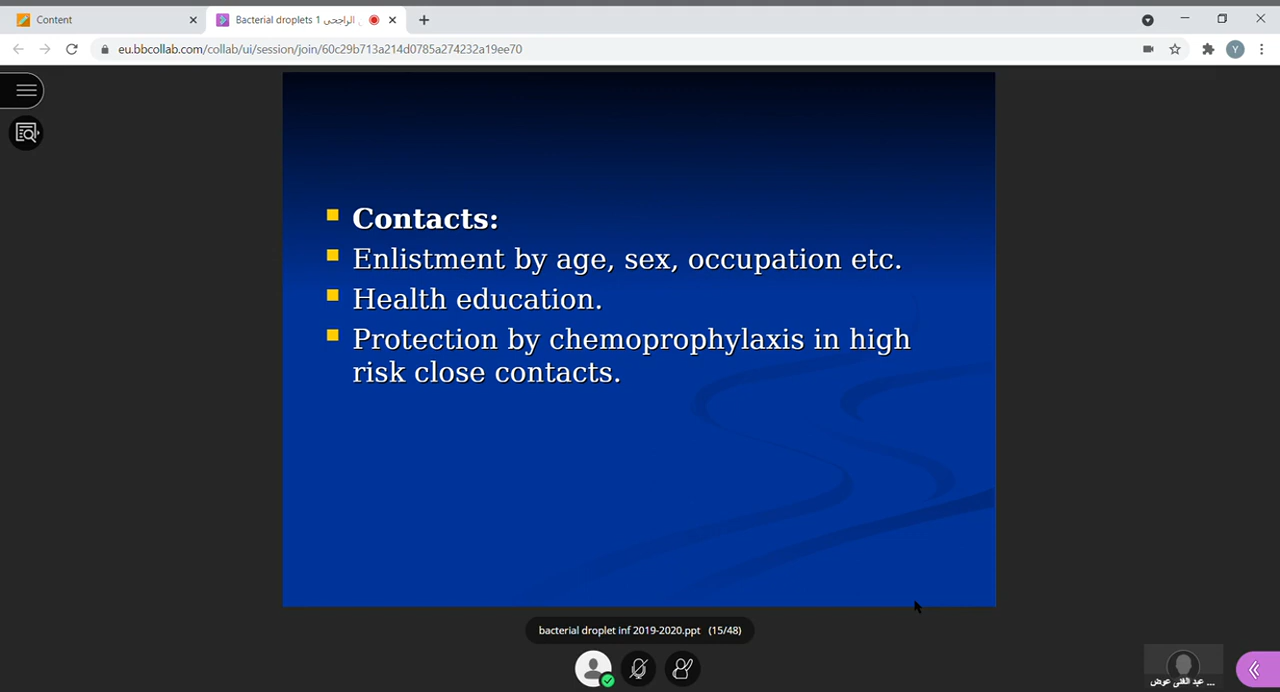 Content
Bacterial droplets 1 الراجحى
eu.bbcollab.com/collab/ui/session/join/60c29b713a214d0785a274232a19ee70
Y
Contacts:
Enlistment by age, sex, occupation etc.
Health education.
Protection by chemoprophylaxis in high
risk close contacts.
bacterial droplet inf 2019-2020.ppt (15/48)
عبد الغنى عوض ...